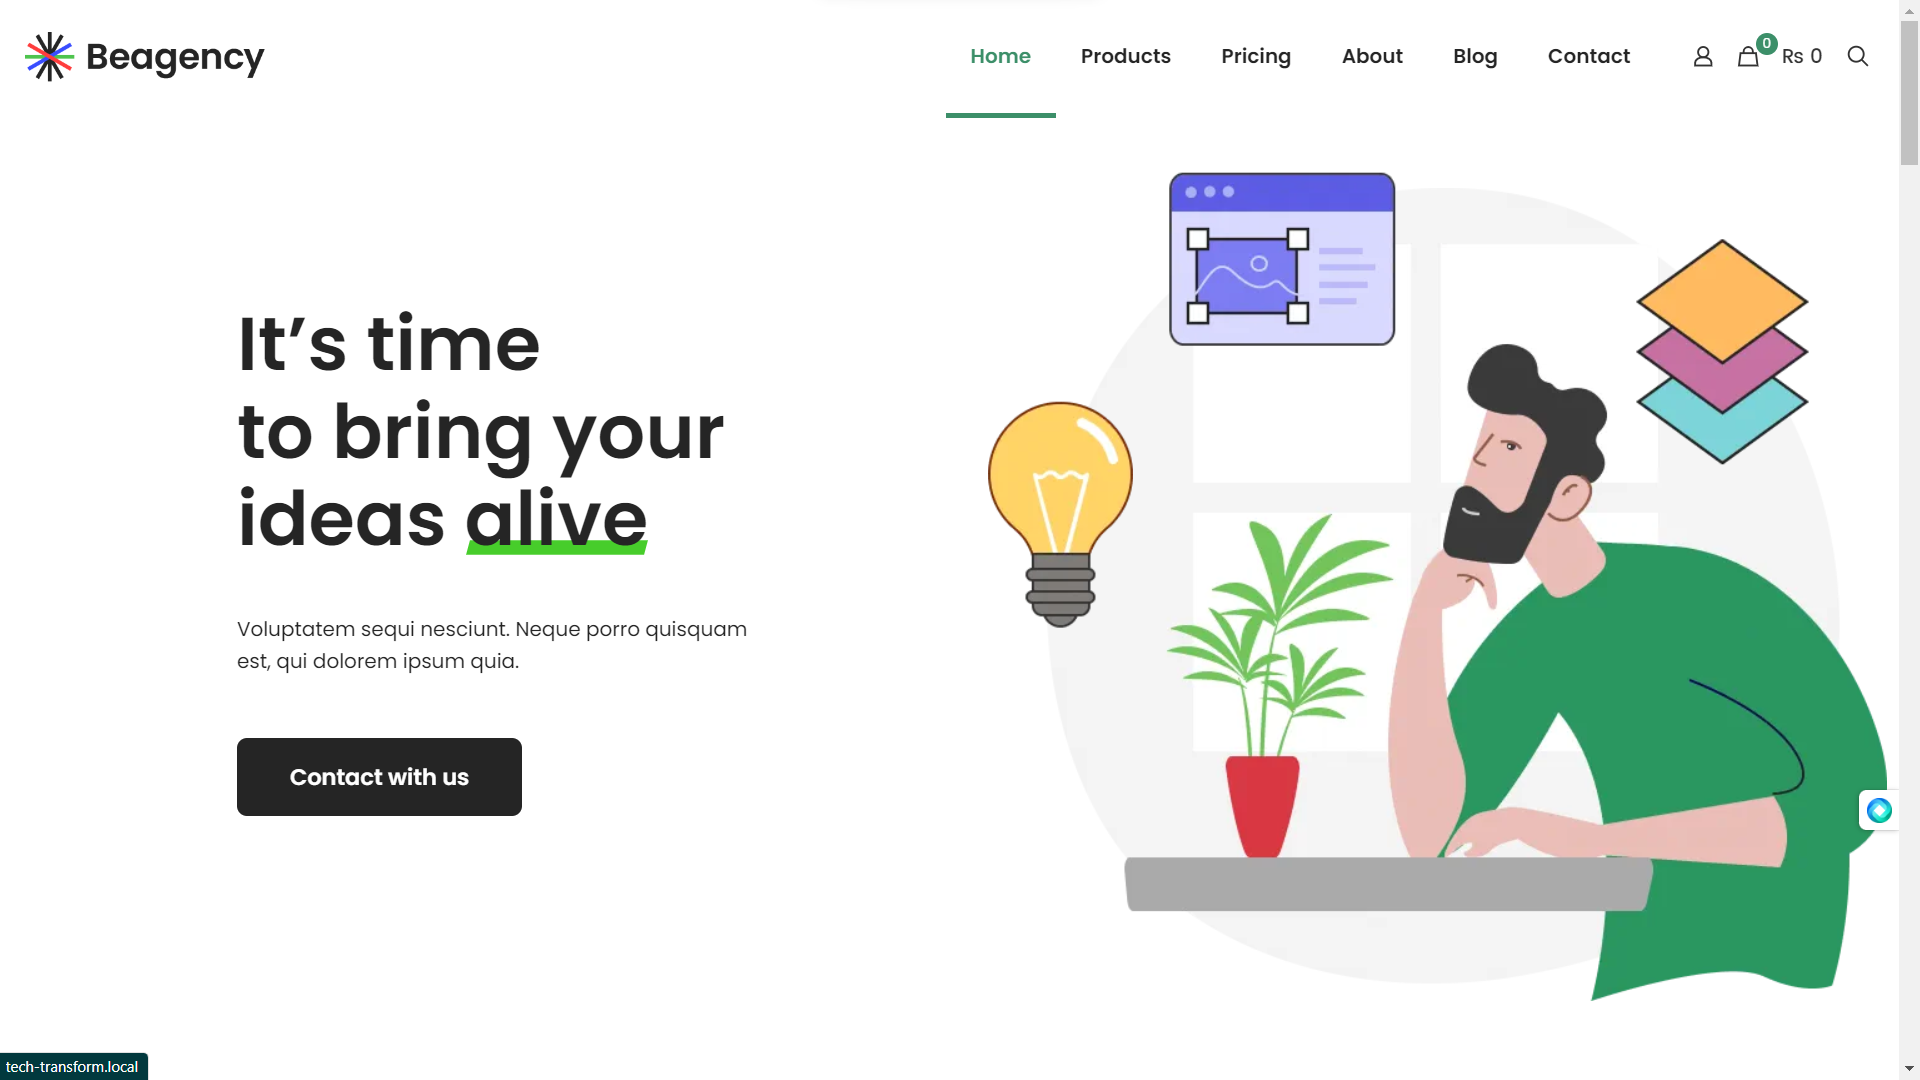 Beagency
Home Products Pricing About Blog Contact 0 Rs 0
It’s time
to bring your
ideas alive
Voluptatem sequi nesciunt. Neque porro quisquam
est, qui dolorem ipsum quia.
Contact with us
tech-transform.local